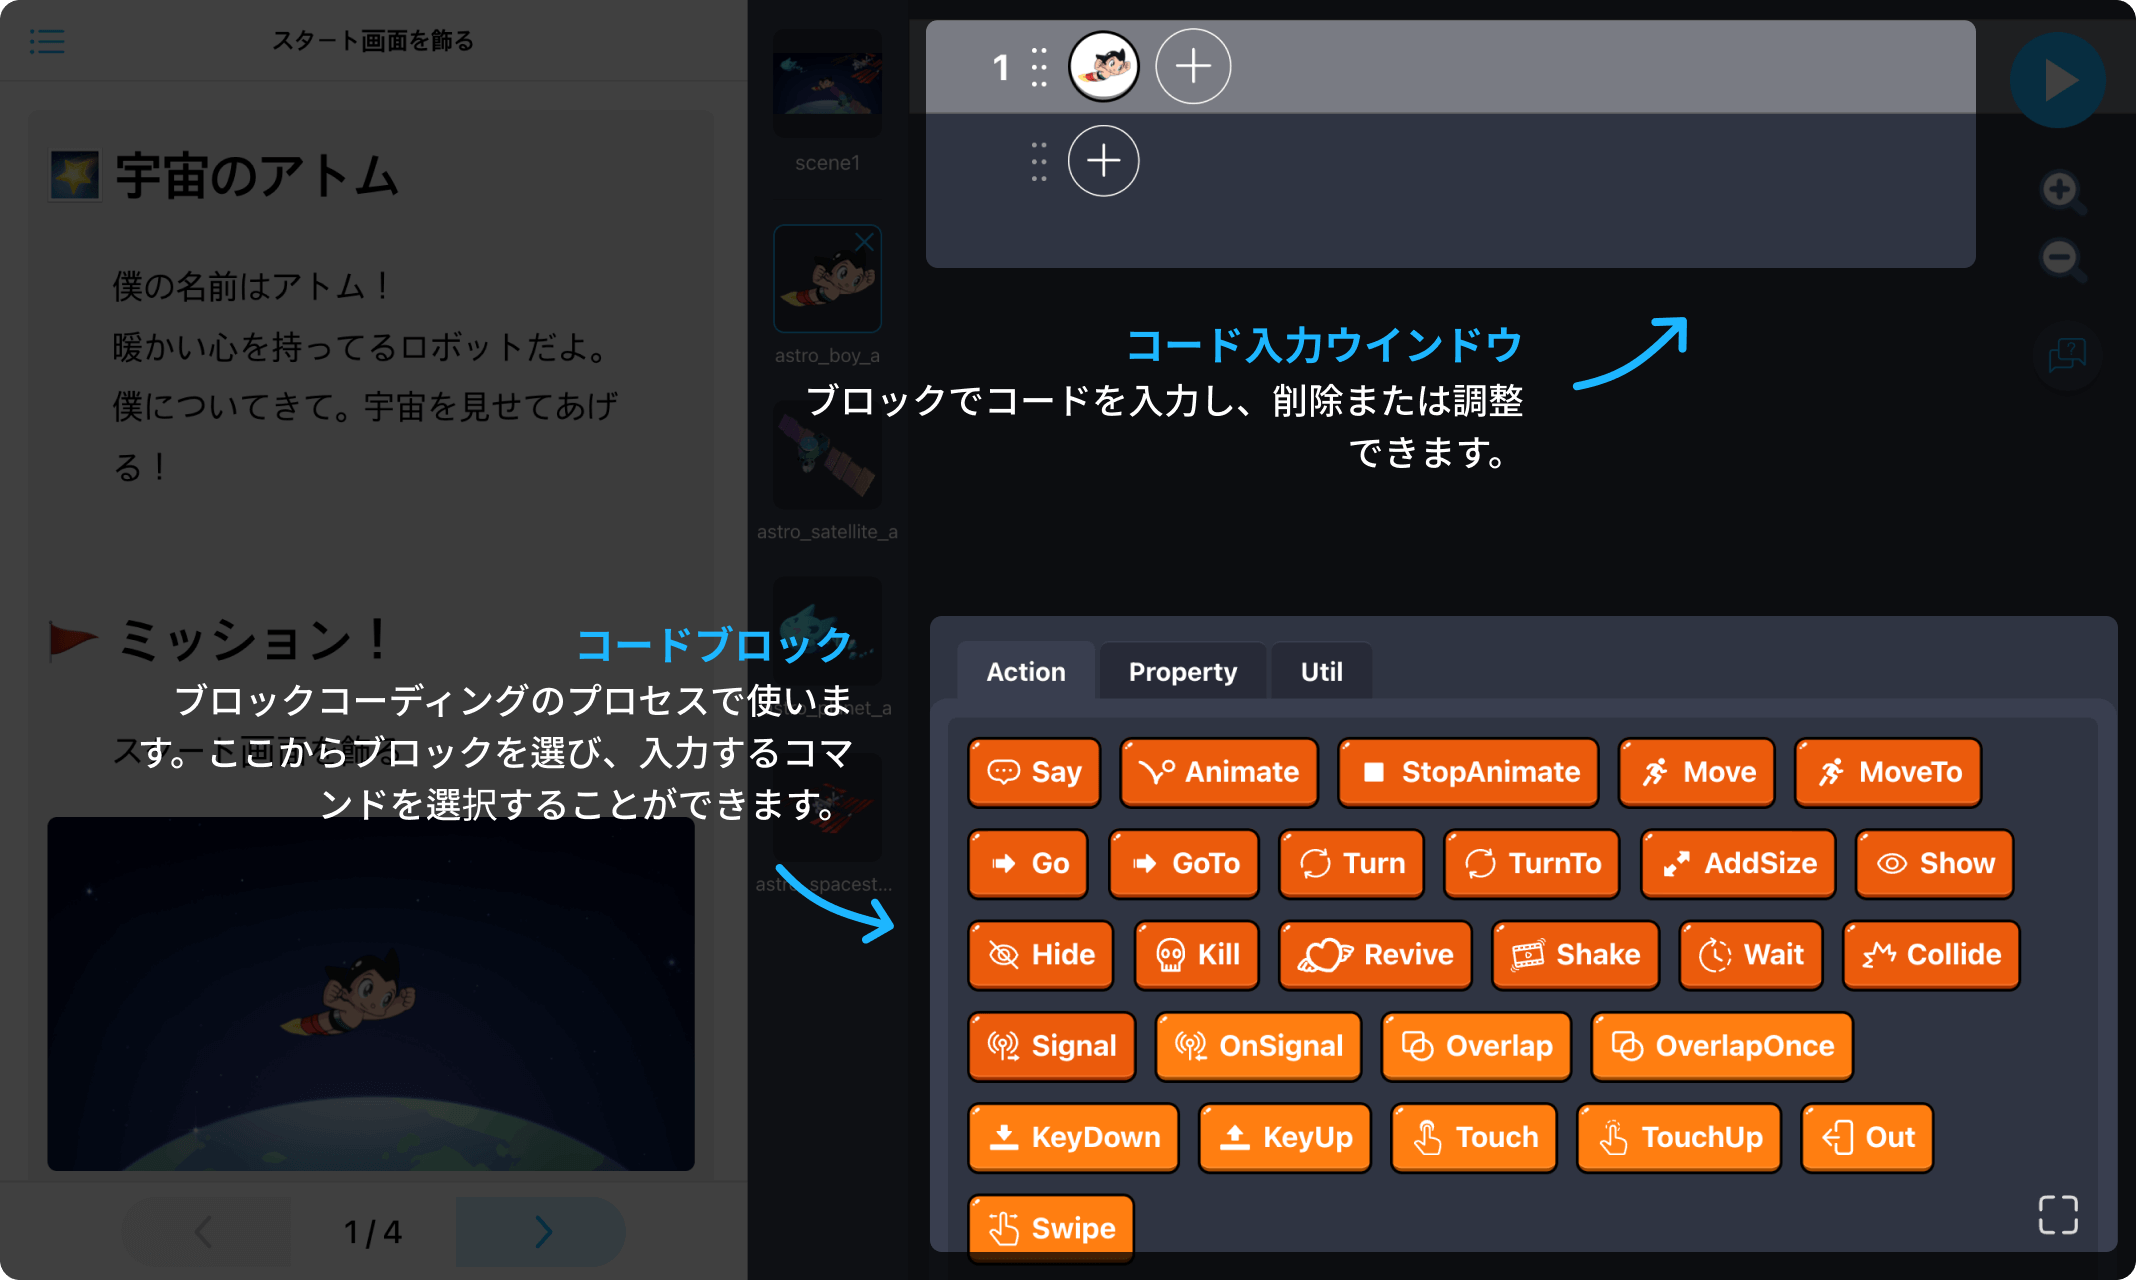 スタート画面を飾る
宇宙のアトム
僕の名前はアトム！
暖かい心を持ってるロボットだよ。
僕についてきて。宇宙を見せてあげ
る！
ミッション！
スタート画面を飾る
1 / 4
scene1
astro_boy_a
astro_satellite_a
astro_planet_a
astro_spacest...
1
コード入力ウインドウ
ブロックでコードを入力し、削除または調整
できます。
コードブロック
ブロックコーディングのプロセスで使いま
す。ここからブロックを選び、入力するコマ
ンドを選択することができます。
Action Property Util
Say Animate StopAnimate Move MoveTo
Go GoTo Turn TurnTo AddSize Show
Hide Kill Revive Shake Wait Collide
Signal OnSignal Overlap OverlapOnce
KeyDown KeyUp Touch TouchUp Out
Swipe